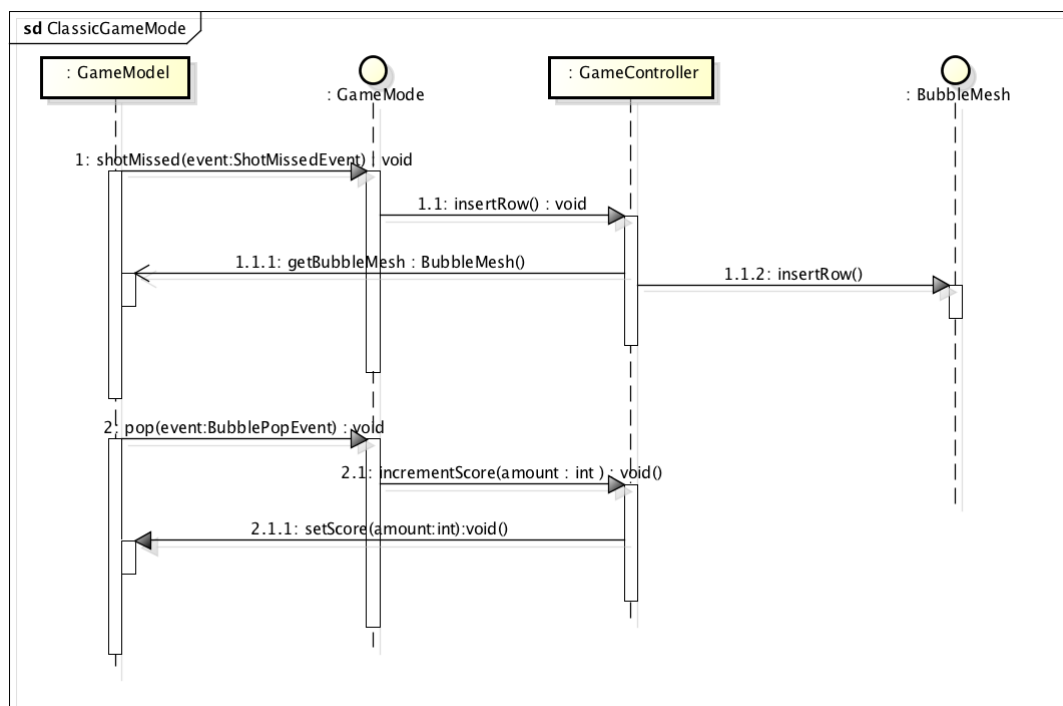 sd ClassicGameMode
: GameModel
: GameMode
: GameController
: BubbleMesh
1: shotMissed(event:ShotMissedEvent) : void
1.1: insertRow() : void
1.1.1: getBubbleMesh : BubbleMesh()
1.1.2: insertRow()
2: pop(event:BubblePopEvent) : void
2.1: incrementScore(amount : int ) : void()
2.1.1: setScore(amount:int):void()